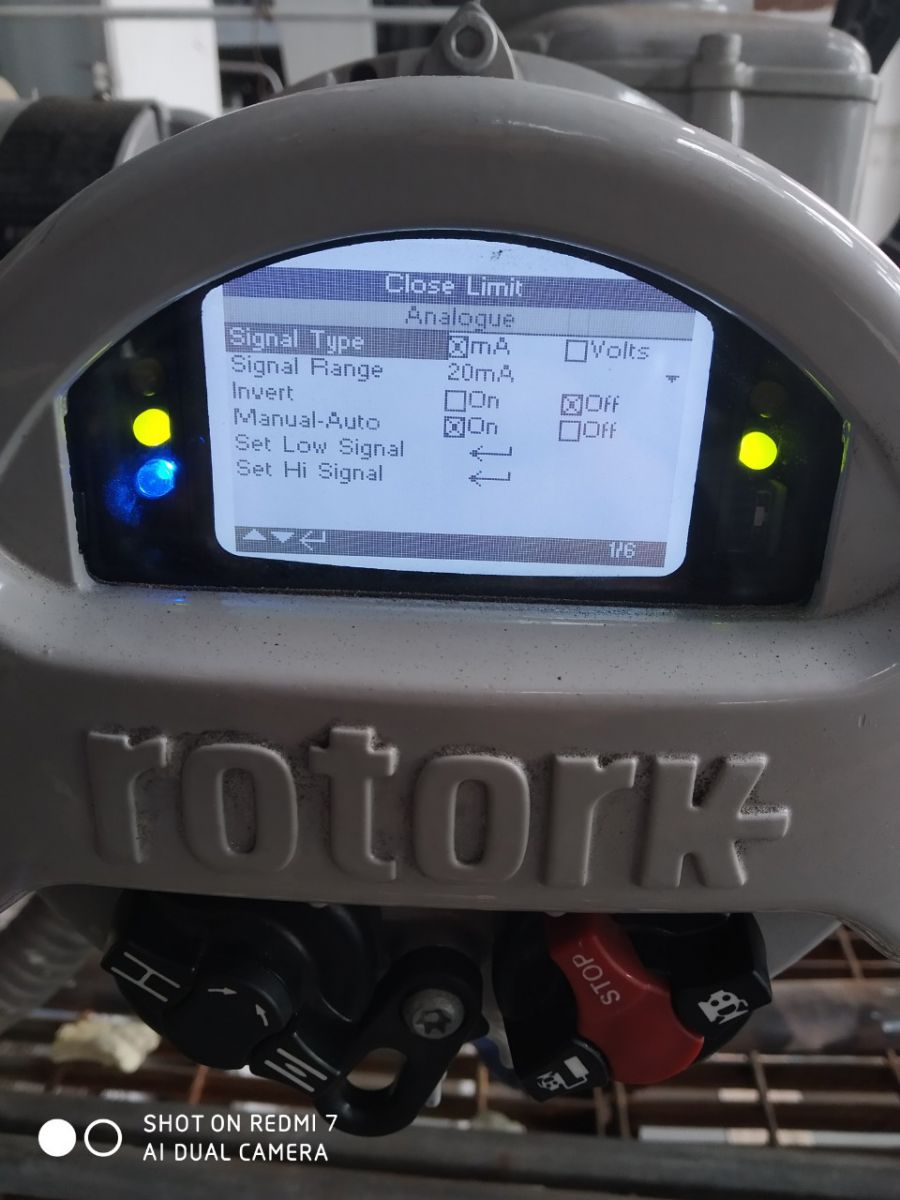 Close Limit
Analogue
Signal Type mA Volts
Signal Range 20mA
Invert On Off
Manual-Auto On Off
Set Low Signal
Set Hi Signal
1/6
rotork
STOP
SHOT ON REDMI 7
AI DUAL CAMERA